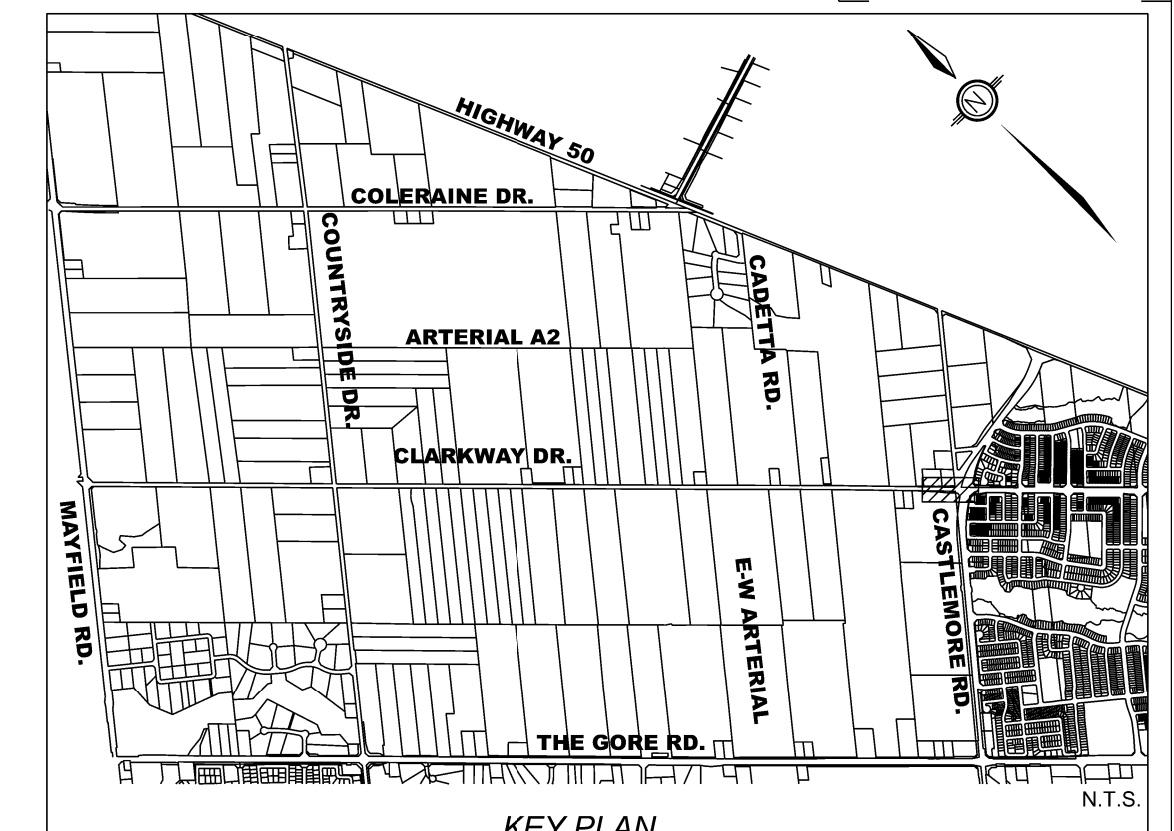 HIGHWAY 50
N
COLERAINE DR.
COUNTRYSIDE DR.
CADETTA RD.
ARTERIAL A2
CLARKWAY DR.
MAYFIELD RD.
CASTLEMORE RD.
E-W ARTERIAL
THE GORE RD.
N.T.S.
KEY PLAN